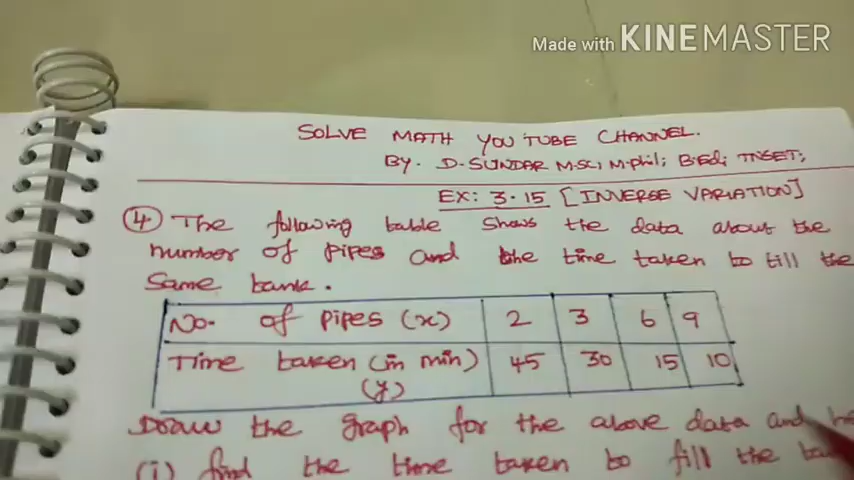 Made with KINEMASTER
SOLVE MATH YOUTUBE CHANNEL.
BY. D-SUNDAR M.SC; M.phil; B.Ed; TNSET;
EX: 3.15 [INVERSE VARIATION]
4 The following table shows the data about the
number of pipes and the time taken to till the
Same tank.
No. of pipes (x) 2 3 6 9
Time taken (in min) 45 30 15 10
(y)
Draw the graph for the above data and
(i) find the time taken to fill the